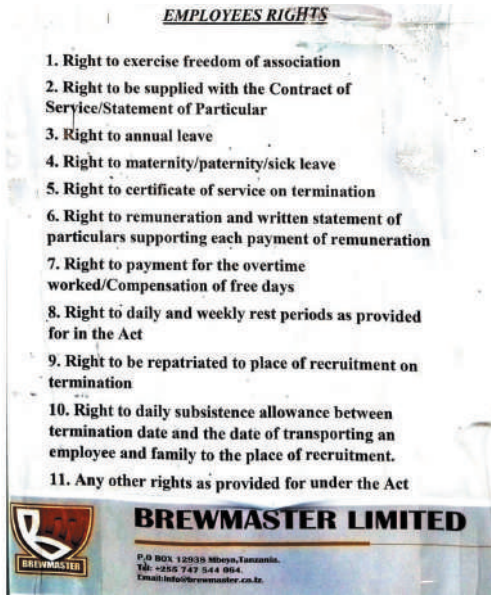 EMPLOYEES RIGHTS
1. Right to exercise freedom of association
2. Right to be supplied with the Contract of
Service/Statement of Particular
3. Right to annual leave
4. Right to maternity/paternity/sick leave
5. Right to certificate of service on termination
6. Right to remuneration and written statement of
particulars supporting each payment of remuneration
7. Right to payment for the overtime
worked/Compensation of free days
8. Right to daily and weekly rest periods as provided
for in the Act
9. Right to be repatriated to place of recruitment on
termination
10. Right to daily subsistence allowance between
termination date and the date of transporting an
employee and family to the place of recruitment.
11. Any other rights as provided for under the Act
BREWMASTER
BREWMASTER LIMITED
P.O BOX 12938 Mbeya,Tanzania.
Tel: +255 747 544 064.
Email:info@brewmaster.co.tz.